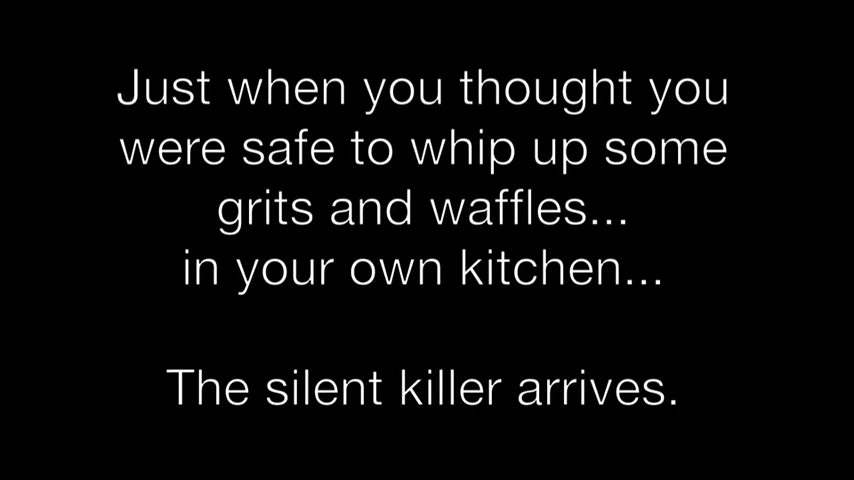 Just when you thought you
were safe to whip up some
grits and waffles...
in your own kitchen...
The silent killer arrives.